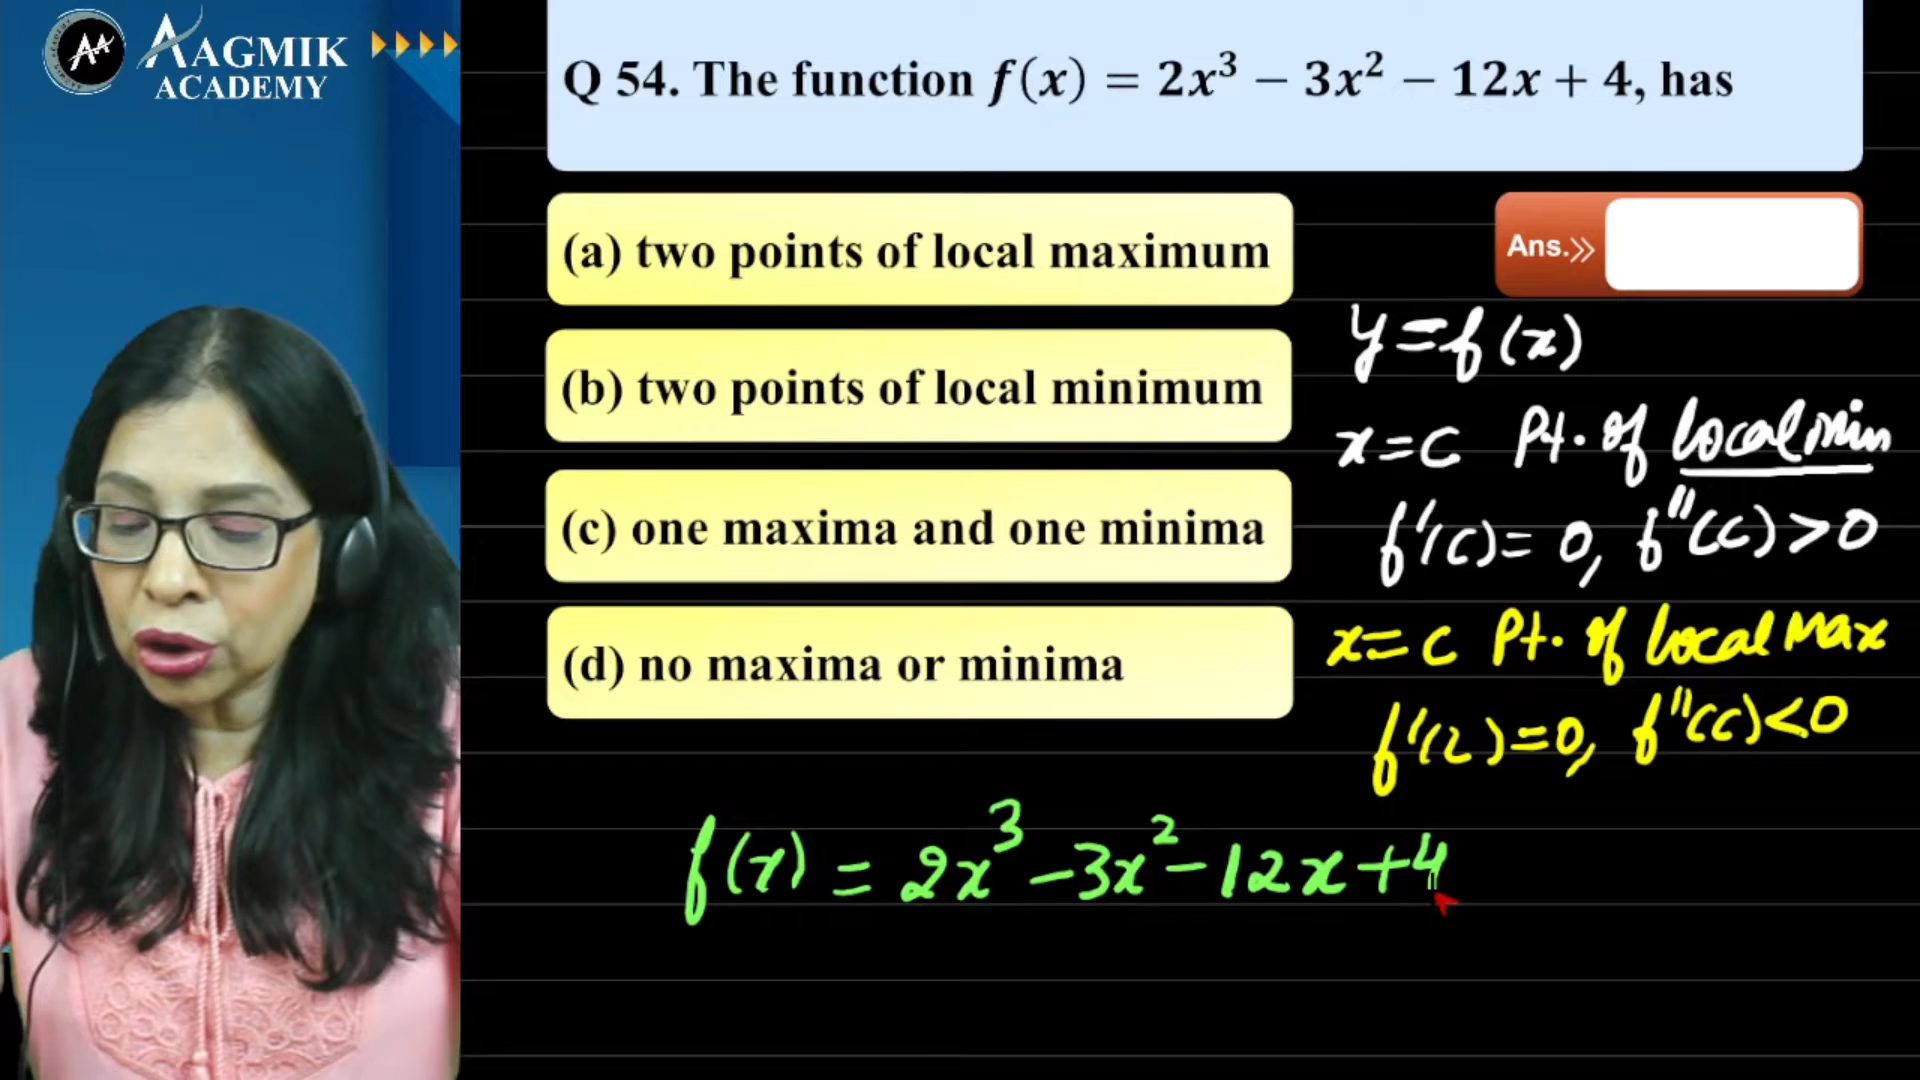 AAGMIK
ACADEMY
Q 54. The function f(x) = 2x³ − 3x² − 12x + 4, has
(a) two points of local maximum
(b) two points of local minimum
(c) one maxima and one minima
(d) no maxima or minima
Ans.
y = f(x)
x = c Pt. of local min
f'(c) = 0, f''(c) > 0
x = c Pt. of local max
f'(c) = 0, f''(c) < 0
f(x) = 2x³ − 3x² − 12x + 4